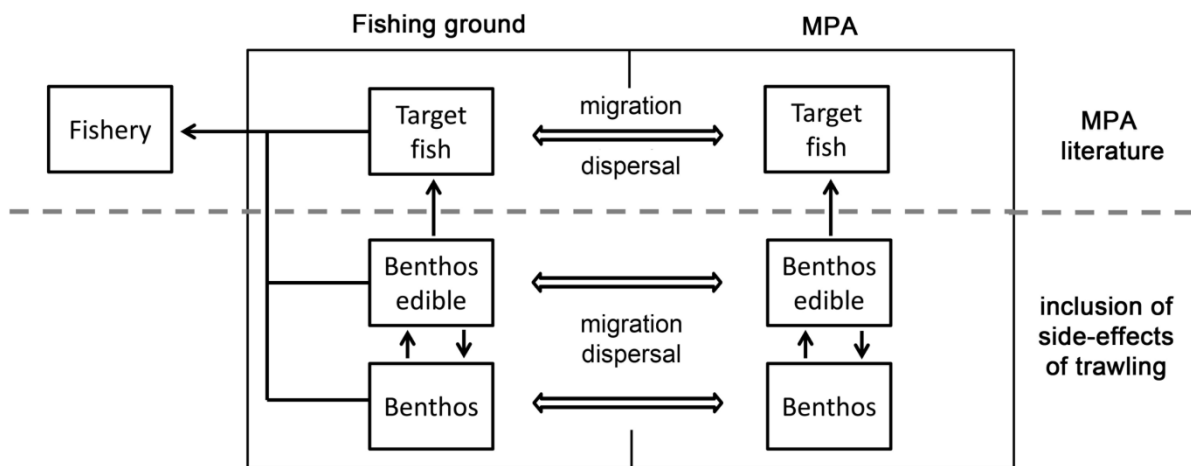 Fishing ground
MPA
Fishery
Target
fish
migration
dispersal
Target
fish
MPA
literature
Benthos
edible
migration
dispersal
Benthos
edible
inclusion of
side-effects
of trawling
Benthos
Benthos